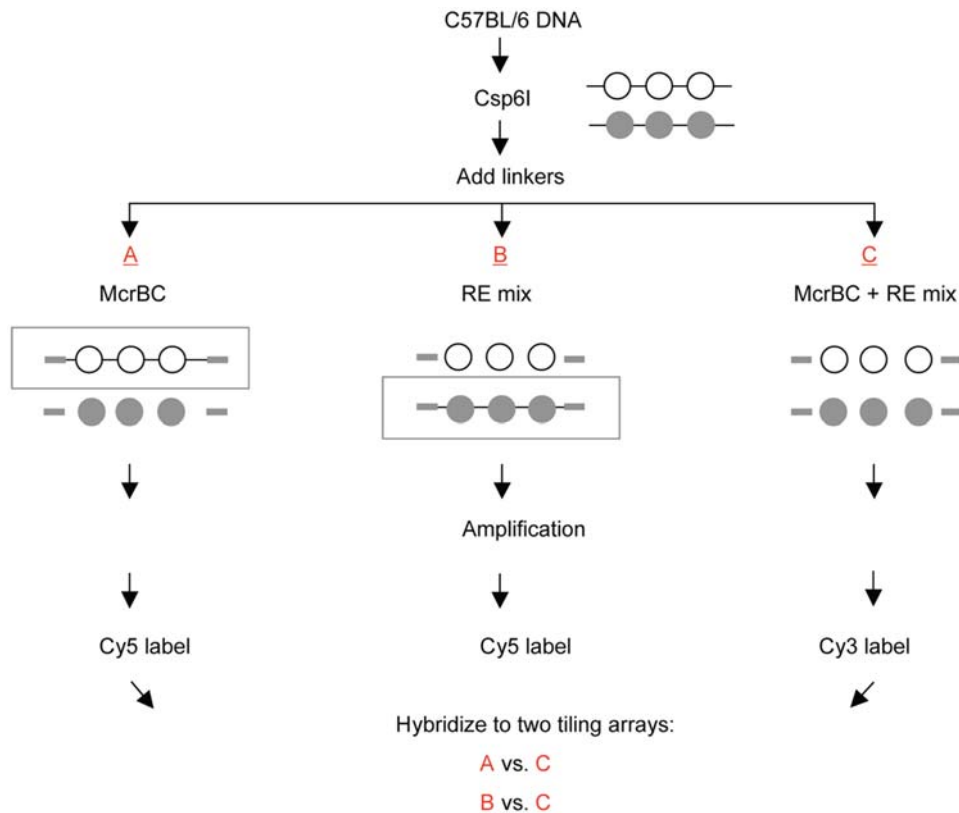 C57BL/6 DNA
Csp6I
Add linkers
A
B
C
McrBC
RE mix
McrBC + RE mix
Amplification
Cy5 label
Cy5 label
Cy3 label
Hybridize to two tiling arrays:
A vs. C
B vs. C